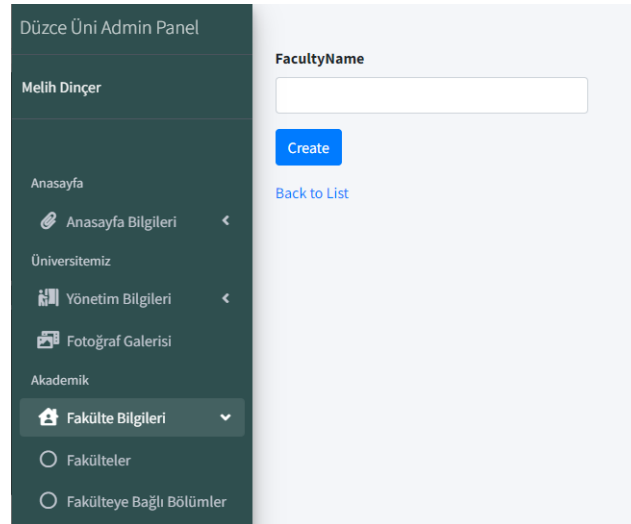 Düzce Üni Admin Panel
Melih Dinçer
Anasayfa
Anasayfa Bilgileri
Üniversitemiz
Yönetim Bilgileri
Fotoğraf Galerisi
Akademik
Fakülte Bilgileri
Fakülteler
Fakülteye Bağlı Bölümler
FacultyName
Create
Back to List